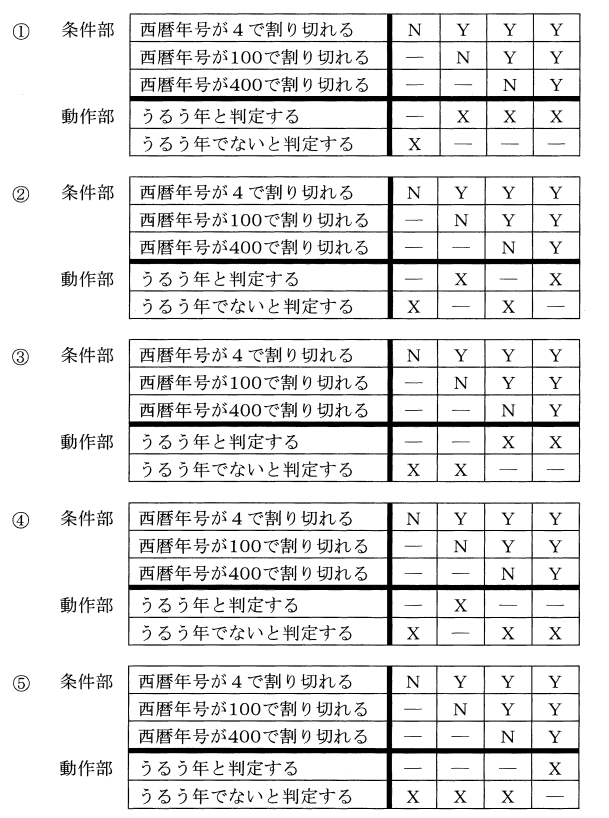 ① 条件部 西暦年号が4で割り切れる N Y Y Y
西暦年号が100で割り切れる — N Y Y
西暦年号が400で割り切れる — — N Y
動作部 うるう年と判定する — X X X
うるう年でないと判定する X — — —
② 条件部 西暦年号が4で割り切れる N Y Y Y
西暦年号が100で割り切れる — N Y Y
西暦年号が400で割り切れる — — N Y
動作部 うるう年と判定する — X — X
うるう年でないと判定する X — X —
③ 条件部 西暦年号が4で割り切れる N Y Y Y
西暦年号が100で割り切れる — N Y Y
西暦年号が400で割り切れる — — N Y
動作部 うるう年と判定する — — X X
うるう年でないと判定する X X — —
④ 条件部 西暦年号が4で割り切れる N Y Y Y
西暦年号が100で割り切れる — N Y Y
西暦年号が400で割り切れる — — N Y
動作部 うるう年と判定する — X — —
うるう年でないと判定する X — X X
⑤ 条件部 西暦年号が4で割り切れる N Y Y Y
西暦年号が100で割り切れる — N Y Y
西暦年号が400で割り切れる — — N Y
動作部 うるう年と判定する — — — X
うるう年でないと判定する X X X —